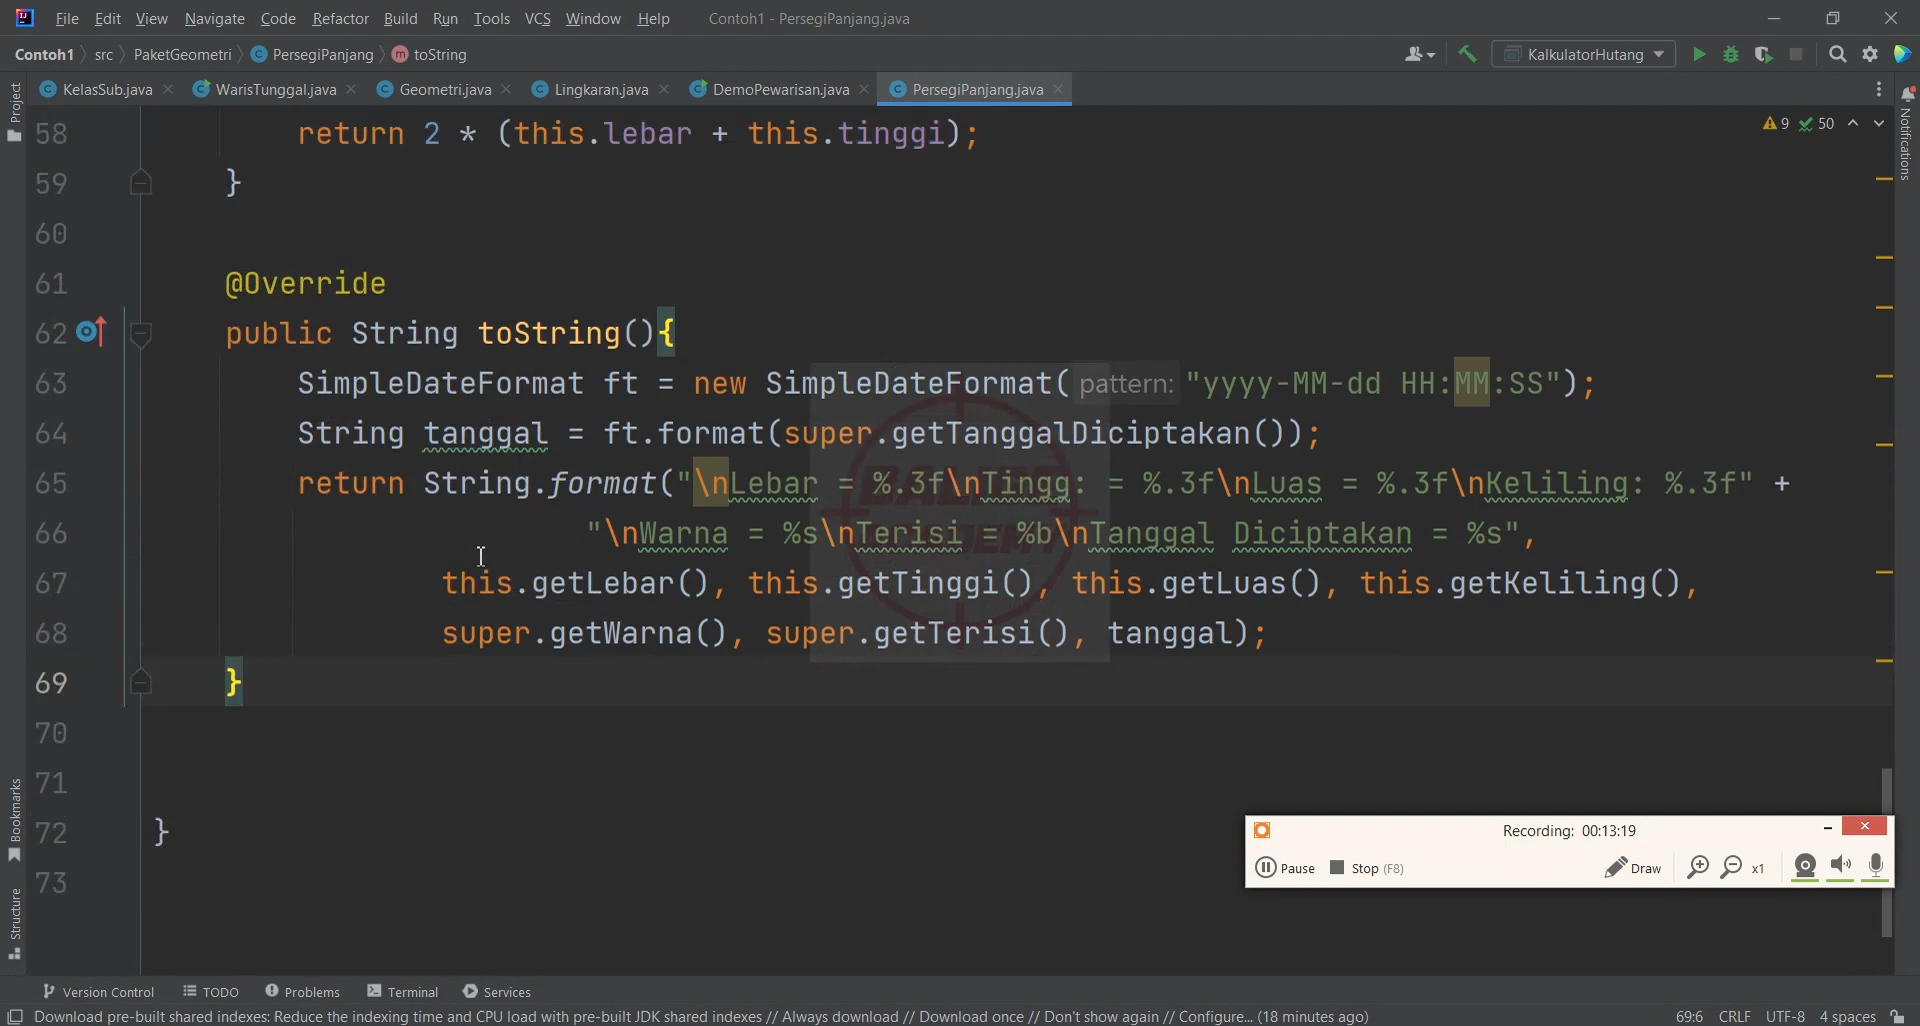 File Edit View Navigate Code Refactor Build Run Tools VCS Window Help Contoh1 - PersegiPanjang.java
Contoh1 src PaketGeometri PersegiPanjang toString KalkulatorHutang
Project KelasSub.java WarisTunggal.java Geometri.java Lingkaran.java DemoPewarisan.java PersegiPanjang.java
Notifications
9 50
58 return 2 * (this.lebar + this.tinggi);
59 }
60
61 @Override
62 public String toString(){
63 SimpleDateFormat ft = new SimpleDateFormat( pattern: "yyyy-MM-dd HH:MM:SS");
64 String tanggal = ft.format(super.getTanggalDiciptakan());
65 return String.format("\nLebar = %.3f\nTingg: = %.3f\nLuas = %.3f\nKeliling: %.3f" +
66 "\nWarna = %s\nTerisi = %b\nTanggal Diciptakan = %s",
67 this.getLebar(), this.getTinggi(), this.getLuas(), this.getKeliling(),
68 super.getWarna(), super.getTerisi(), tanggal);
69 }
70
71
72 }
73
Bookmarks
Structure
Recording: 00:13:19
Pause Stop (F8) Draw x1
Version Control TODO Problems Terminal Services
Download pre-built shared indexes: Reduce the indexing time and CPU load with pre-built JDK shared indexes // Always download // Download once // Don't show again // Configure... (18 minutes ago) 69:6 CRLF UTF-8 4 spaces